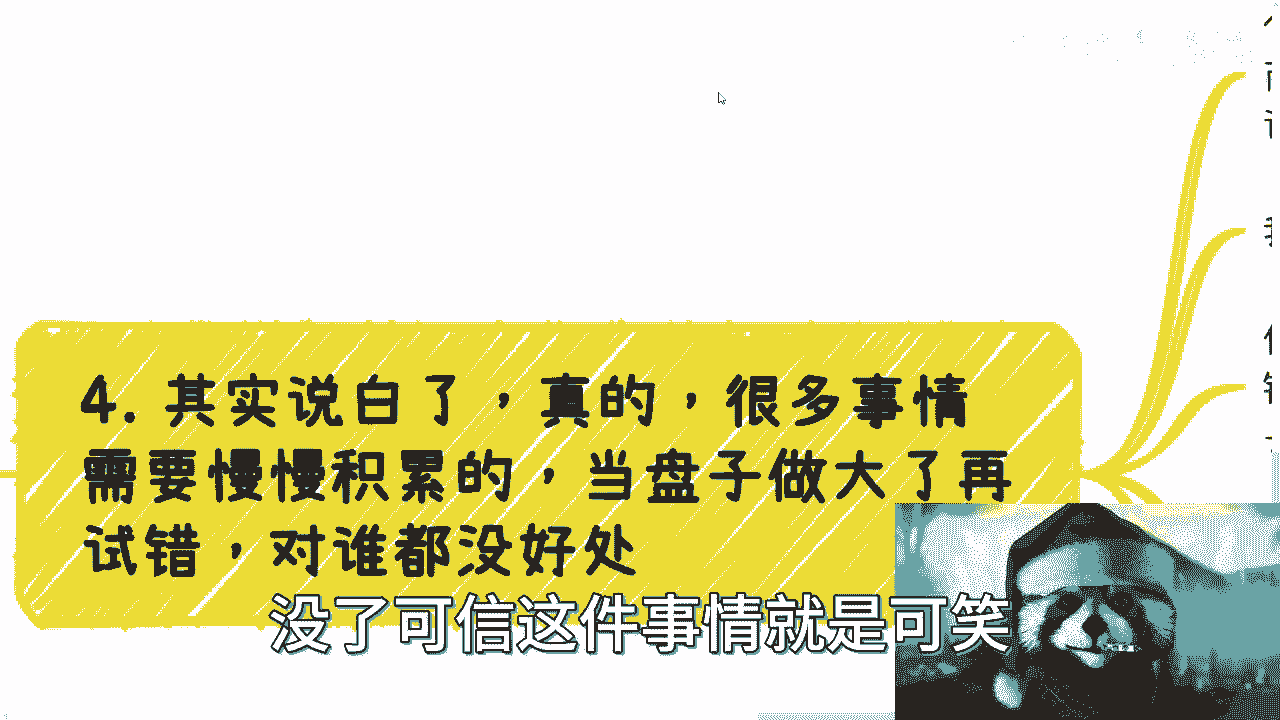 4. 其实说白了，真的，很多事情
需要慢慢积累的，当盘子做大了再
试错，对谁都没好处
没了可信这件事情就是可笑